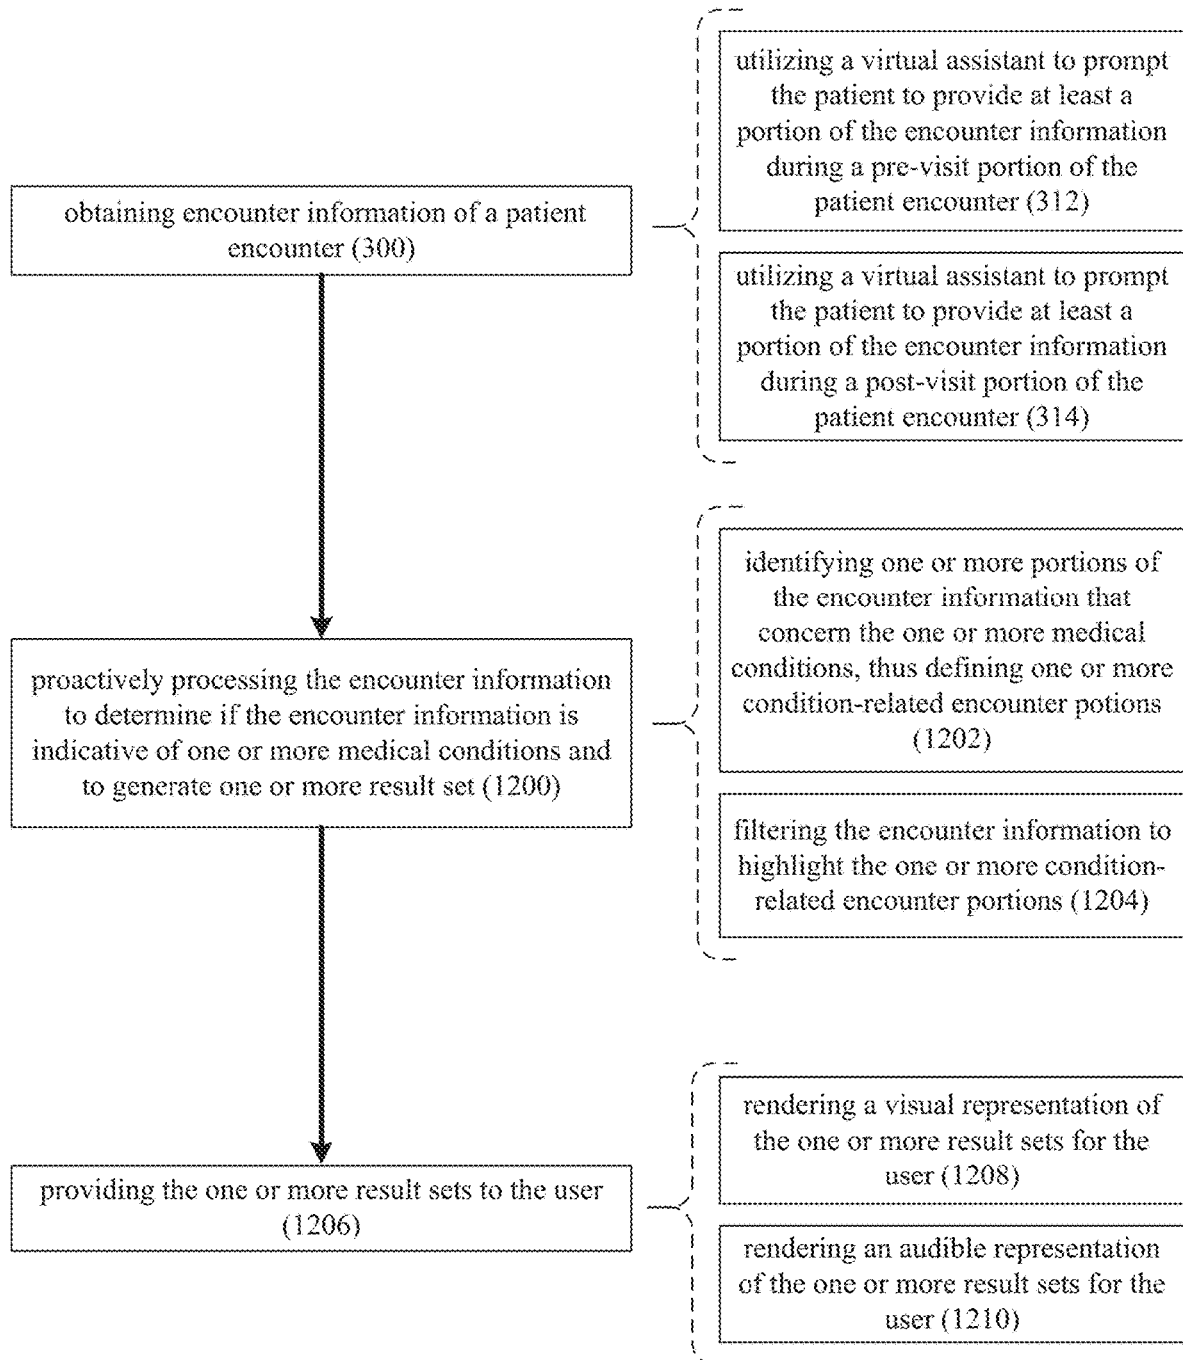 obtaining encounter information of a patient
encounter (300)
utilizing a virtual assistant to prompt
the patient to provide at least a
portion of the encounter information
during a pre-visit portion of the
patient encounter (312)
utilizing a virtual assistant to prompt
the patient to provide at least a
portion of the encounter information
during a post-visit portion of the
patient encounter (314)
proactively processing the encounter information
to determine if the encounter information is
indicative of one or more medical conditions and
to generate one or more result set (1200)
identifying one or more portions of
the encounter information that
concern the one or more medical
conditions, thus defining one or more
condition-related encounter potions
(1202)
filtering the encounter information to
highlight the one or more condition-
related encounter portions (1204)
providing the one or more result sets to the user
(1206)
rendering a visual representation of
the one or more result sets for the
user (1208)
rendering an audible representation
of the one or more result sets for the
user (1210)